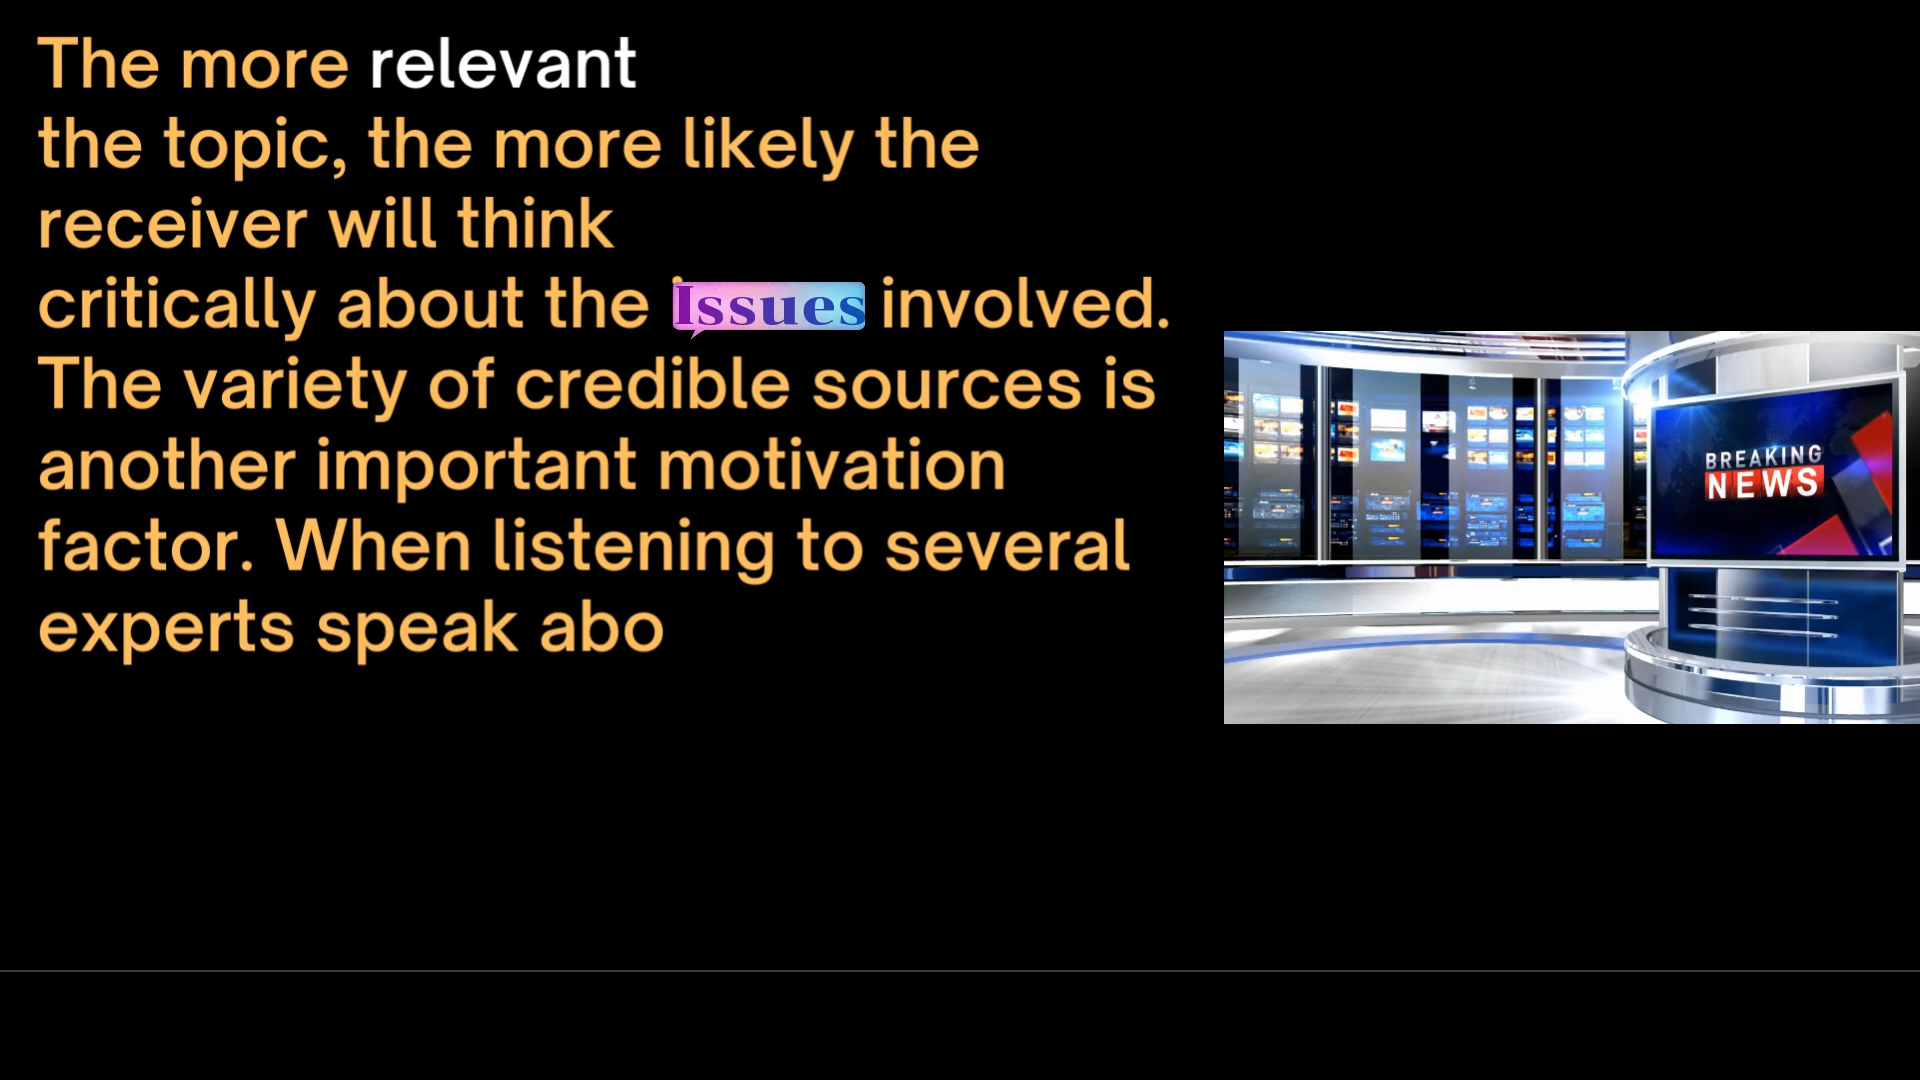 The more relevant
the topic, the more likely the
receiver will think
critically about the Issues involved.
The variety of credible sources is
another important motivation
factor. When listening to several
experts speak abo
BREAKING
NEWS